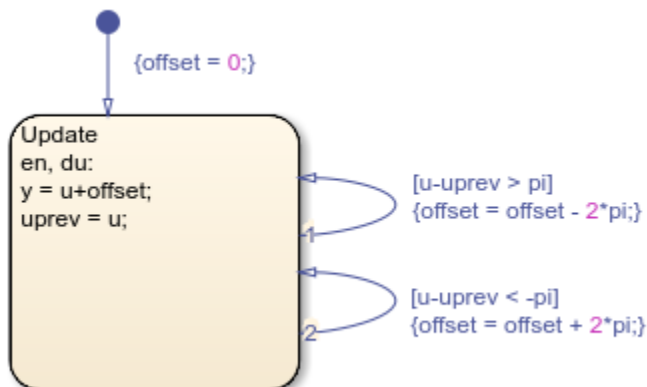 {offset = 0;}
Update
en, du:
y = u+offset;
uprev = u;
[u-uprev > pi]
{offset = offset - 2*pi;}
1
[u-uprev < -pi]
{offset = offset + 2*pi;}
2